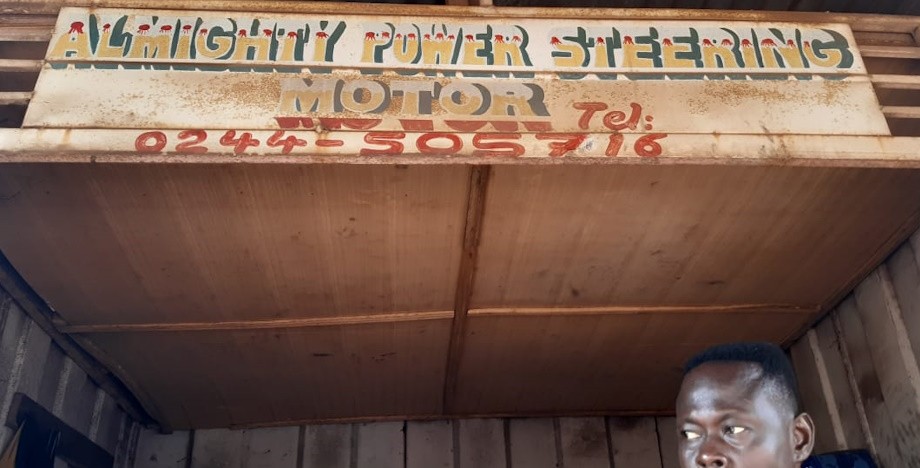 ALMIGHTY POWER STEERING
MOTOR Tel:
0244-505716